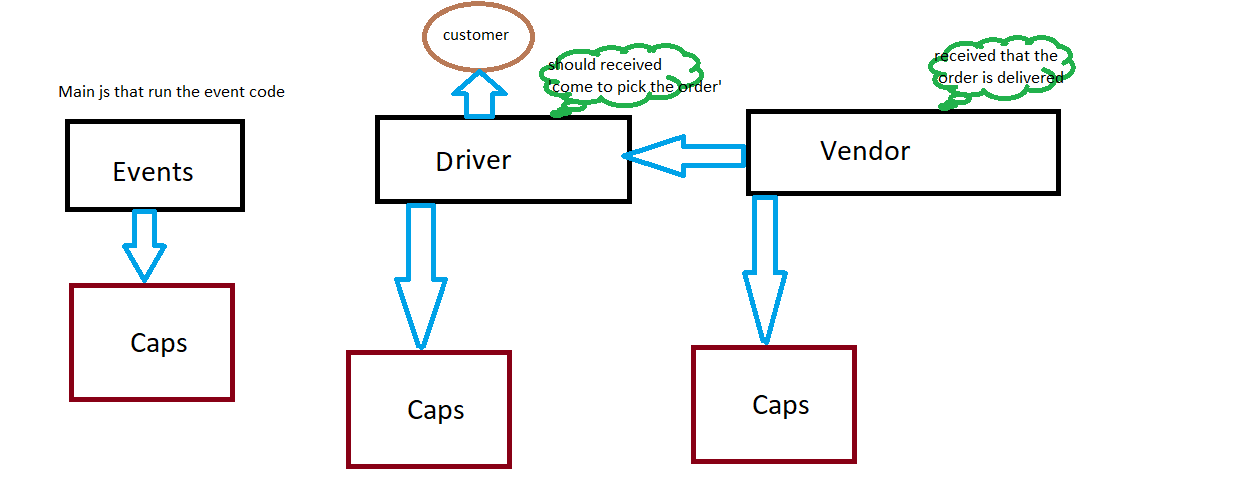 customer
should received
'come to pick the order'
received that the
order is delivered
Main js that run the event code
Events
Driver
Vendor
Caps
Caps
Caps